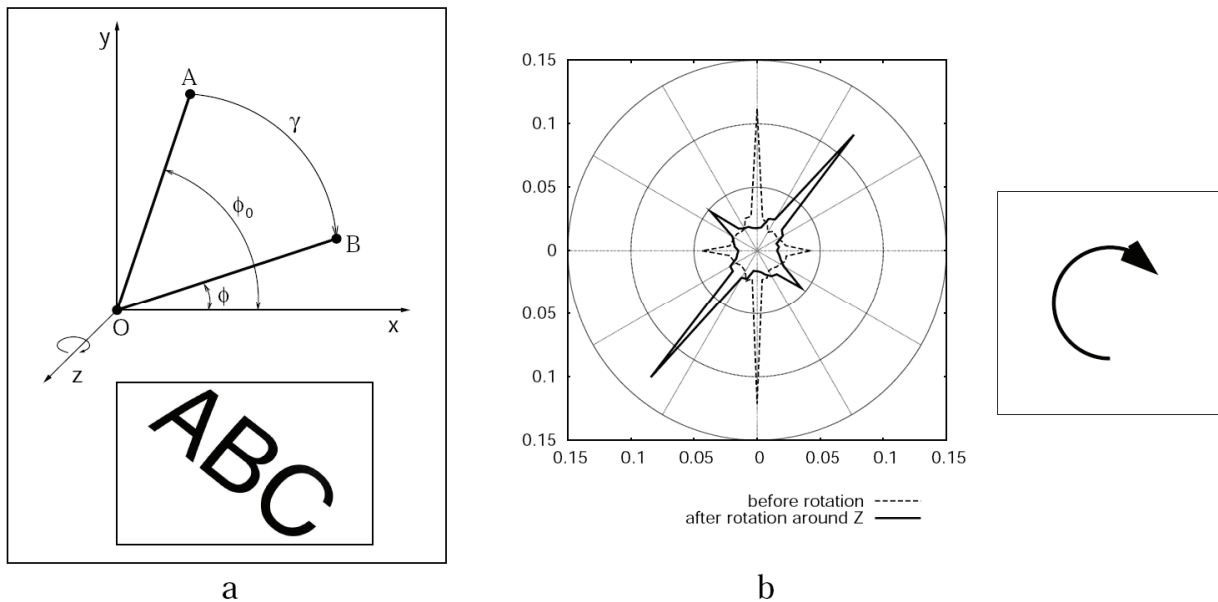 y
A
γ
ϕ₀
B
ϕ
O
x
z
ABC
a
0.15
0.1
0.05
0
0.05
0.1
0.15
0.15 0.1 0.05 0 0.05 0.1 0.15
before rotation
after rotation around Z
b